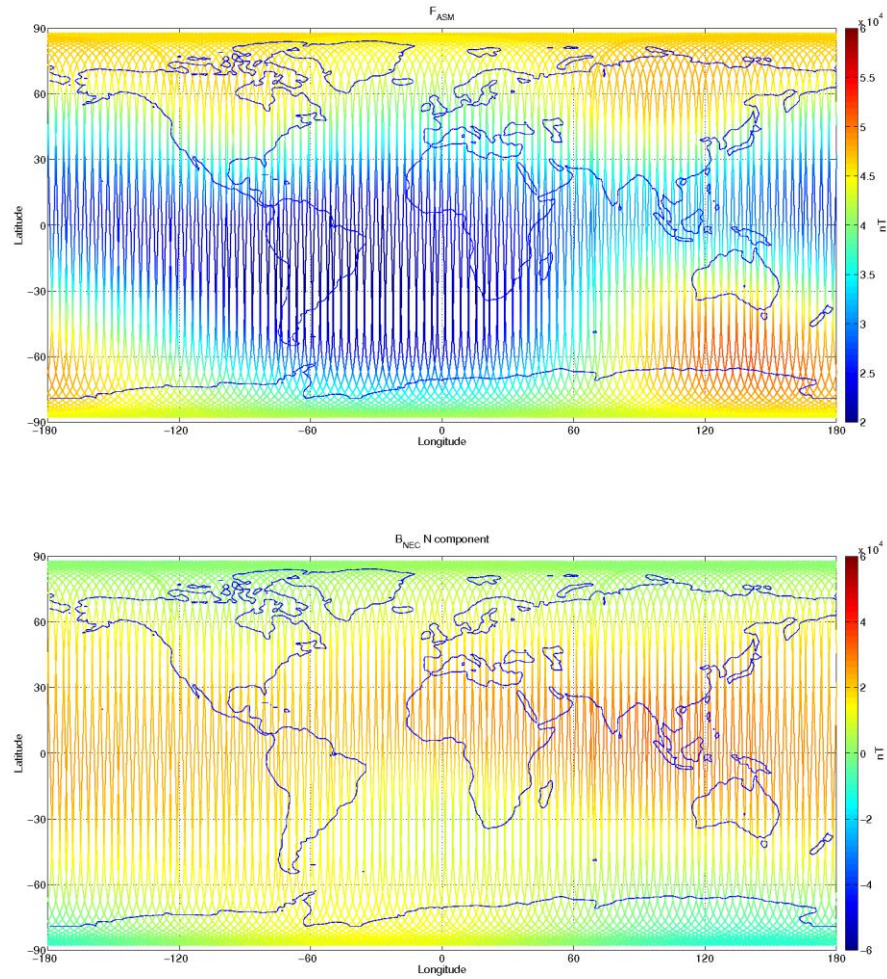 F_ASM
x 10^4
90 6
60 5.5
5
30 4.5
Latitude 0 4 nT
3.5
−30 3
−60 2.5
−90 2
−180 −120 −60 0 60 120 180
Longitude
B_NEC N component
x 10^4
90 6
60 4
30 2
Latitude 0 0 nT
−30 −2
−60 −4
−90 −6
−180 −120 −60 0 60 120 180
Longitude